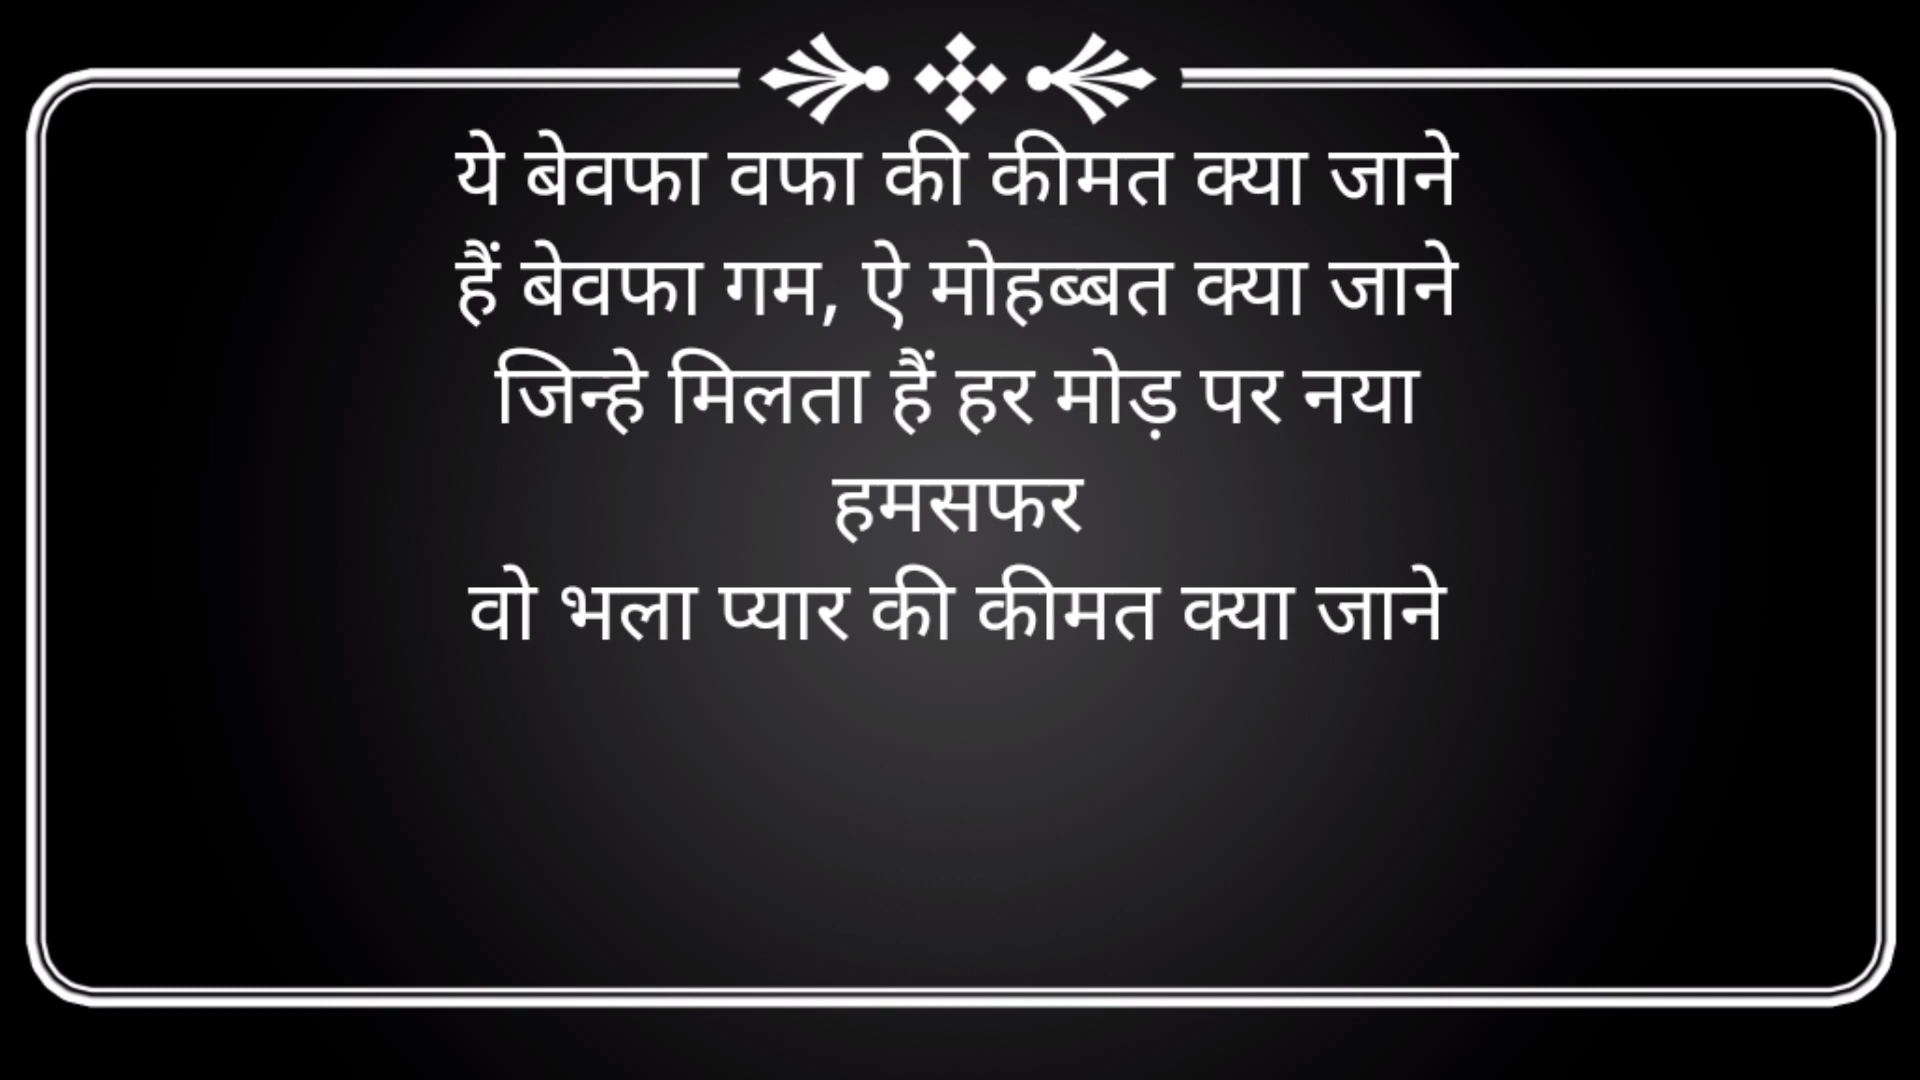 ये बेवफा वफा की कीमत क्या जाने
हैं बेवफा गम, ऐ मोहब्बत क्या जाने
जिन्हे मिलता हैं हर मोड़ पर नया
हमसफर
वो भला प्यार की कीमत क्या जाने